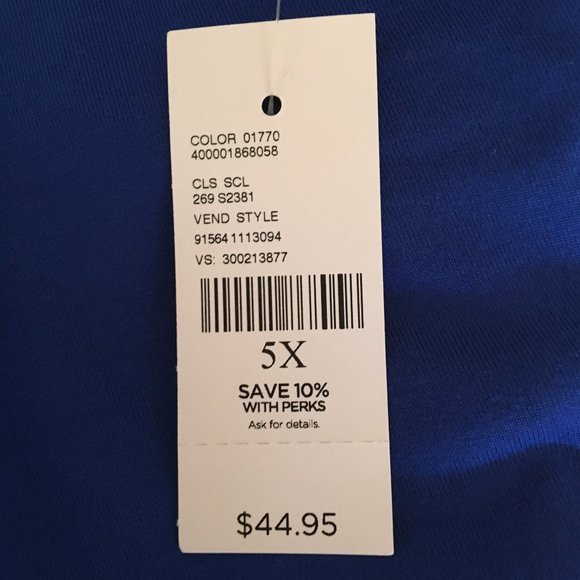 COLOR 01770
400001868058
CLS SCL
269 S2381
VEND STYLE
91564 1113094
VS: 300213877
5X
SAVE 10%
WITH PERKS
Ask for details.
$44.95